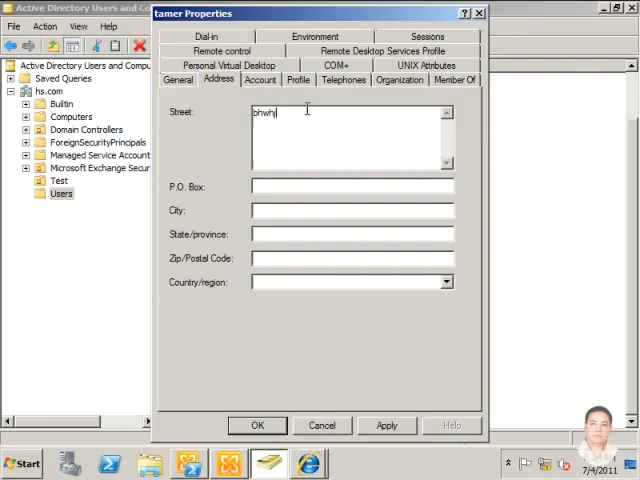 Active Directory Users and Compu
tamer Properties
File Action View Help
Dial-in Environment Sessions
Remote control Remote Desktop Services Profile
Personal Virtual Desktop COM+ UNIX Attributes
General Address Account Profile Telephones Organization Member Of
Active Directory Users and Comput
Saved Queries
hs.com
Builtin
Computers
Domain Controllers
ForeignSecurityPrincipals
Managed Service Account
Microsoft Exchange Secur
Test
Users
Street: bhwhj
P.O. Box:
City:
State/province:
Zip/Postal Code:
Country/region:
OK Cancel Apply Help
Start
7/4/2011